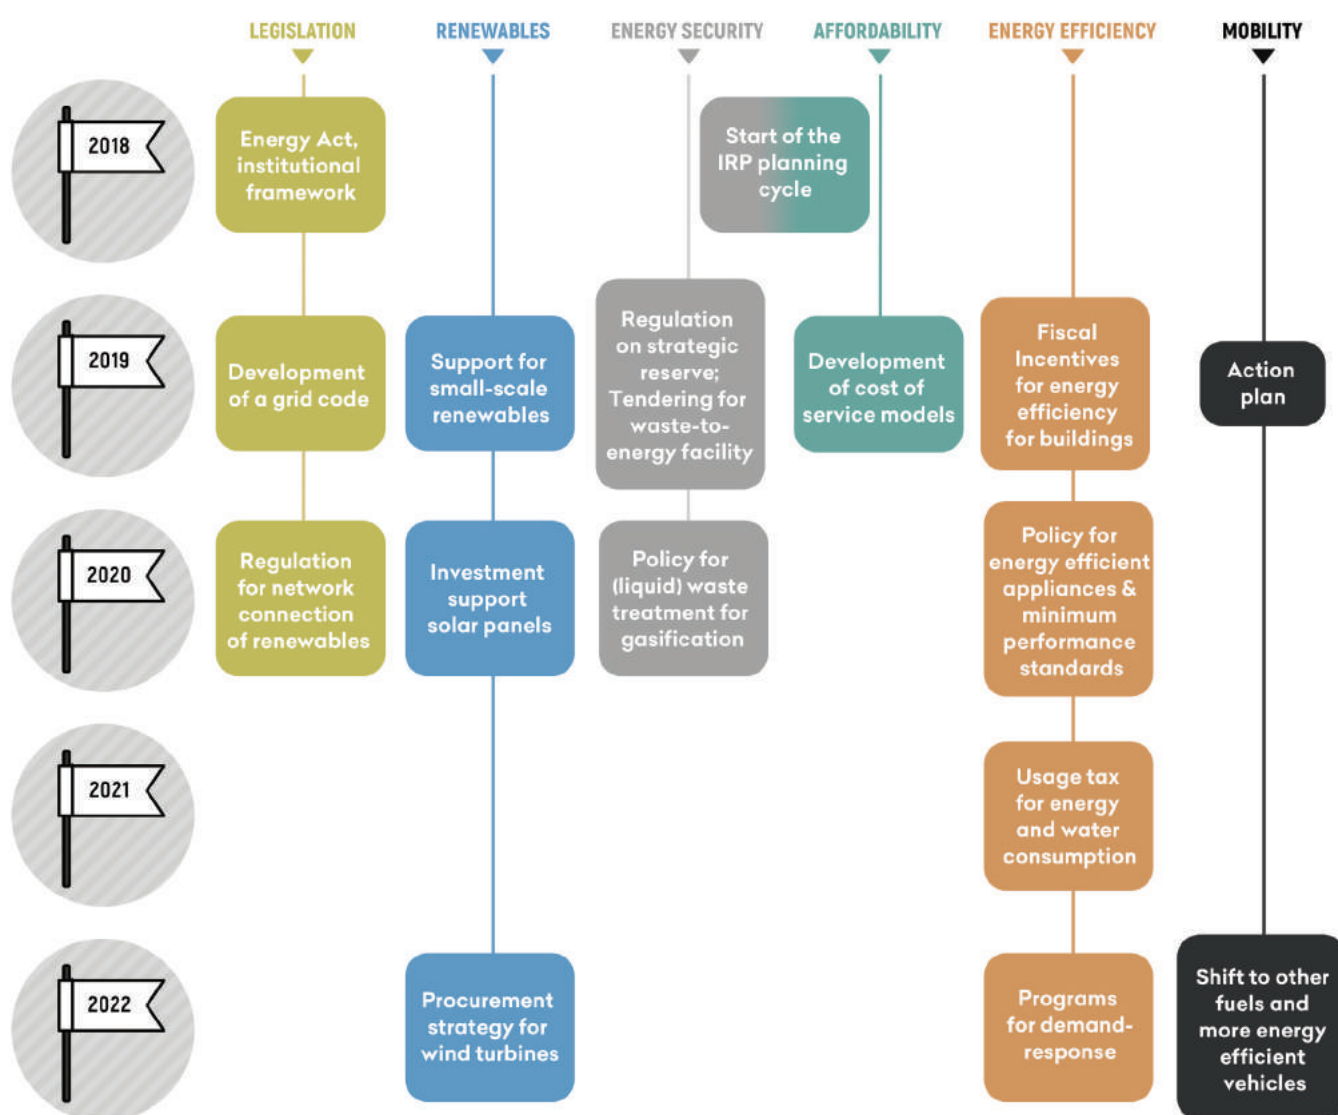 LEGISLATION
RENEWABLES
ENERGY SECURITY
AFFORDABILITY
ENERGY EFFICIENCY
MOBILITY
2018
Energy Act,
institutional
framework
Start of the
IRP planning
cycle
2019
Development
of a grid code
Support for
small-scale
renewables
Regulation
on strategic
reserve;
Tendering for
waste-to-
energy facility
Development
of cost of
service models
Fiscal
Incentives
for energy
efficiency
for buildings
Action
plan
2020
Regulation
for network
connection
of renewables
Investment
support
solar panels
Policy for
(liquid) waste
treatment for
gasification
Policy for
energy efficient
appliances &
minimum
performance
standards
2021
Usage tax
for energy
and water
consumption
2022
Procurement
strategy for
wind turbines
Programs
for demand-
response
Shift to other
fuels and
more energy
efficient
vehicles